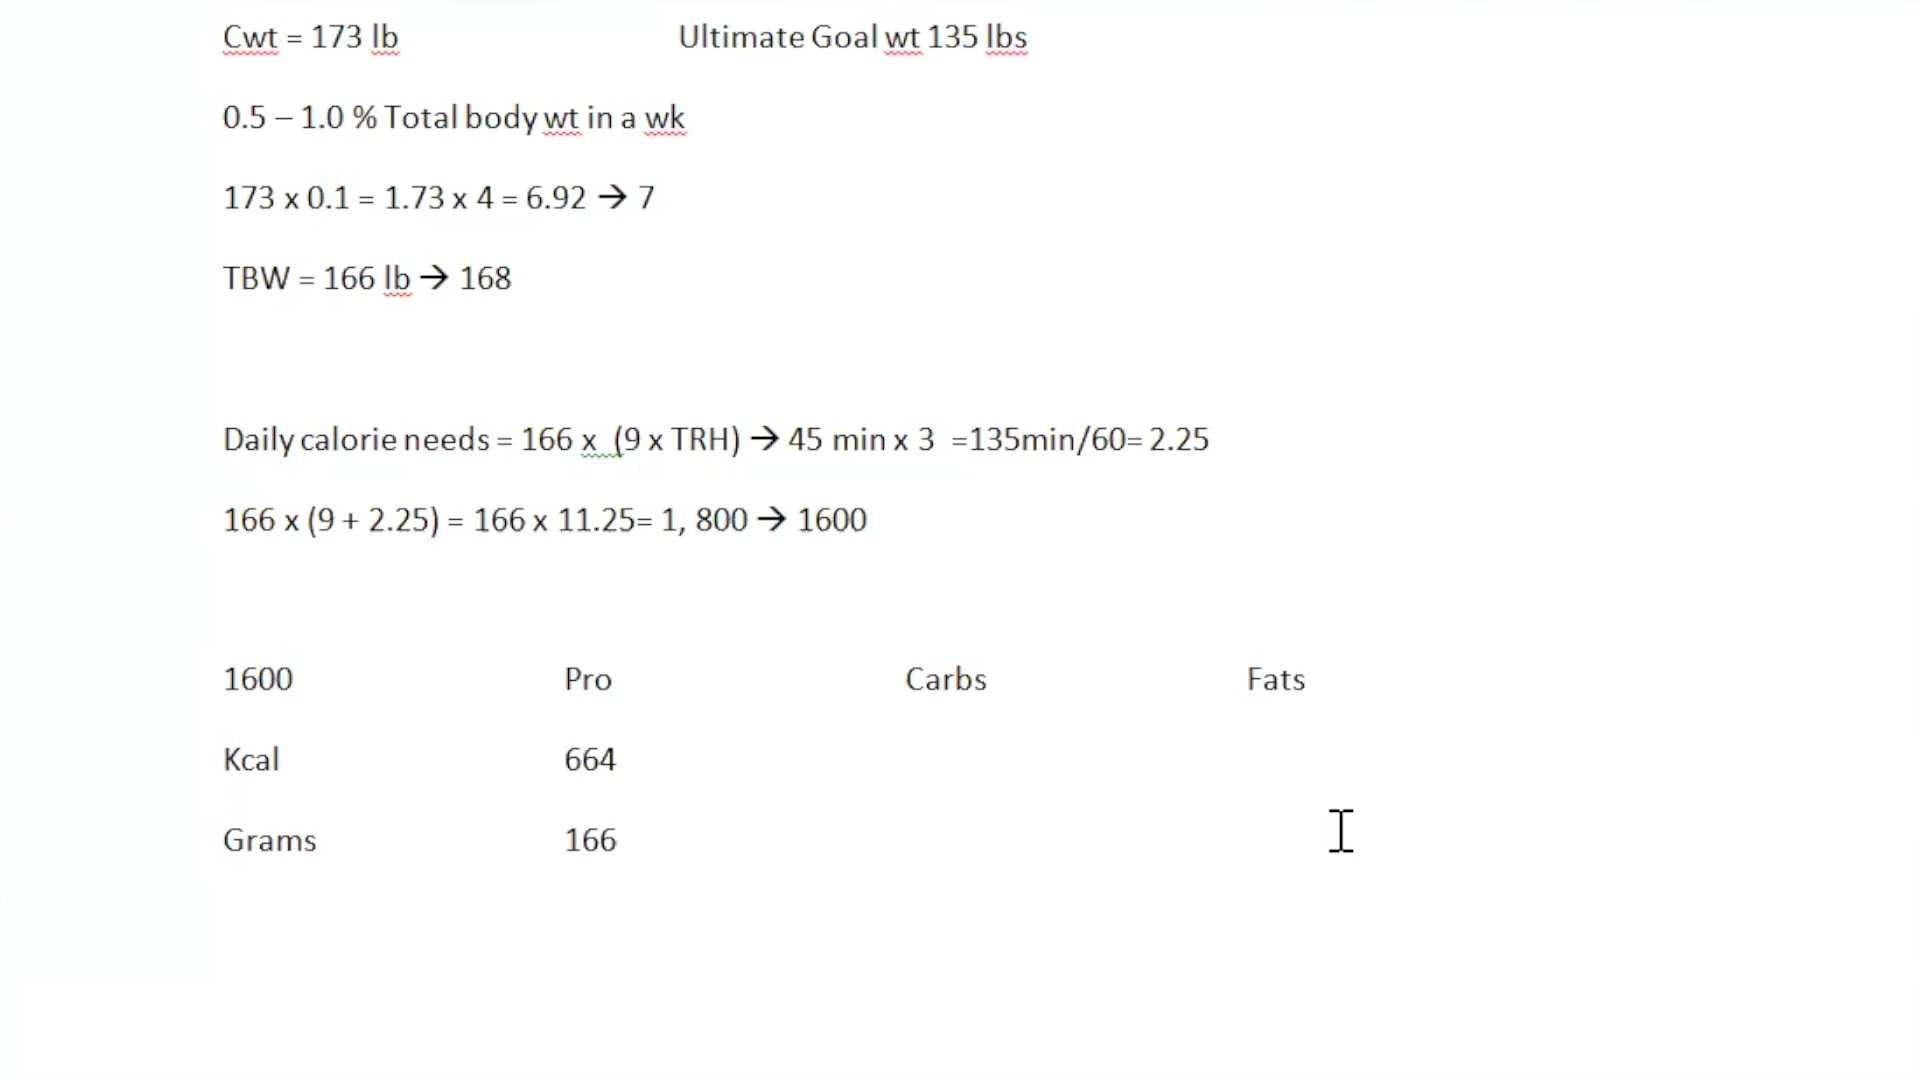 Cwt = 173 lb Ultimate Goal wt 135 lbs
0.5 – 1.0 % Total body wt in a wk
173 x 0.1 = 1.73 x 4 = 6.92 → 7
TBW = 166 lb → 168
Daily calorie needs = 166 x (9 x TRH) → 45 min x 3 =135min/60= 2.25
166 x (9 + 2.25) = 166 x 11.25= 1, 800 → 1600
1600 Pro Carbs Fats
Kcal 664
Grams 166